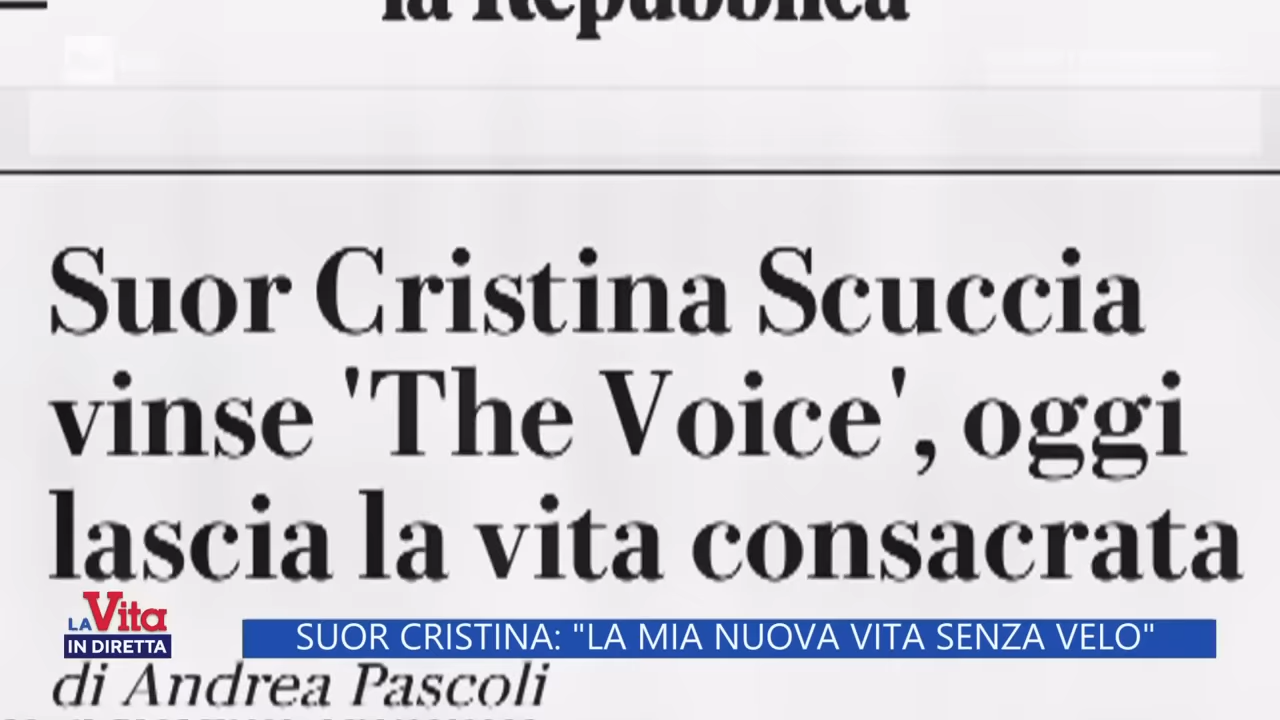 la Repubblica
Suor Cristina Scuccia
vinse 'The Voice', oggi
lascia la vita consacrata
LA Vita
IN DIRETTA
SUOR CRISTINA: "LA MIA NUOVA VITA SENZA VELO"
di Andrea Pascoli